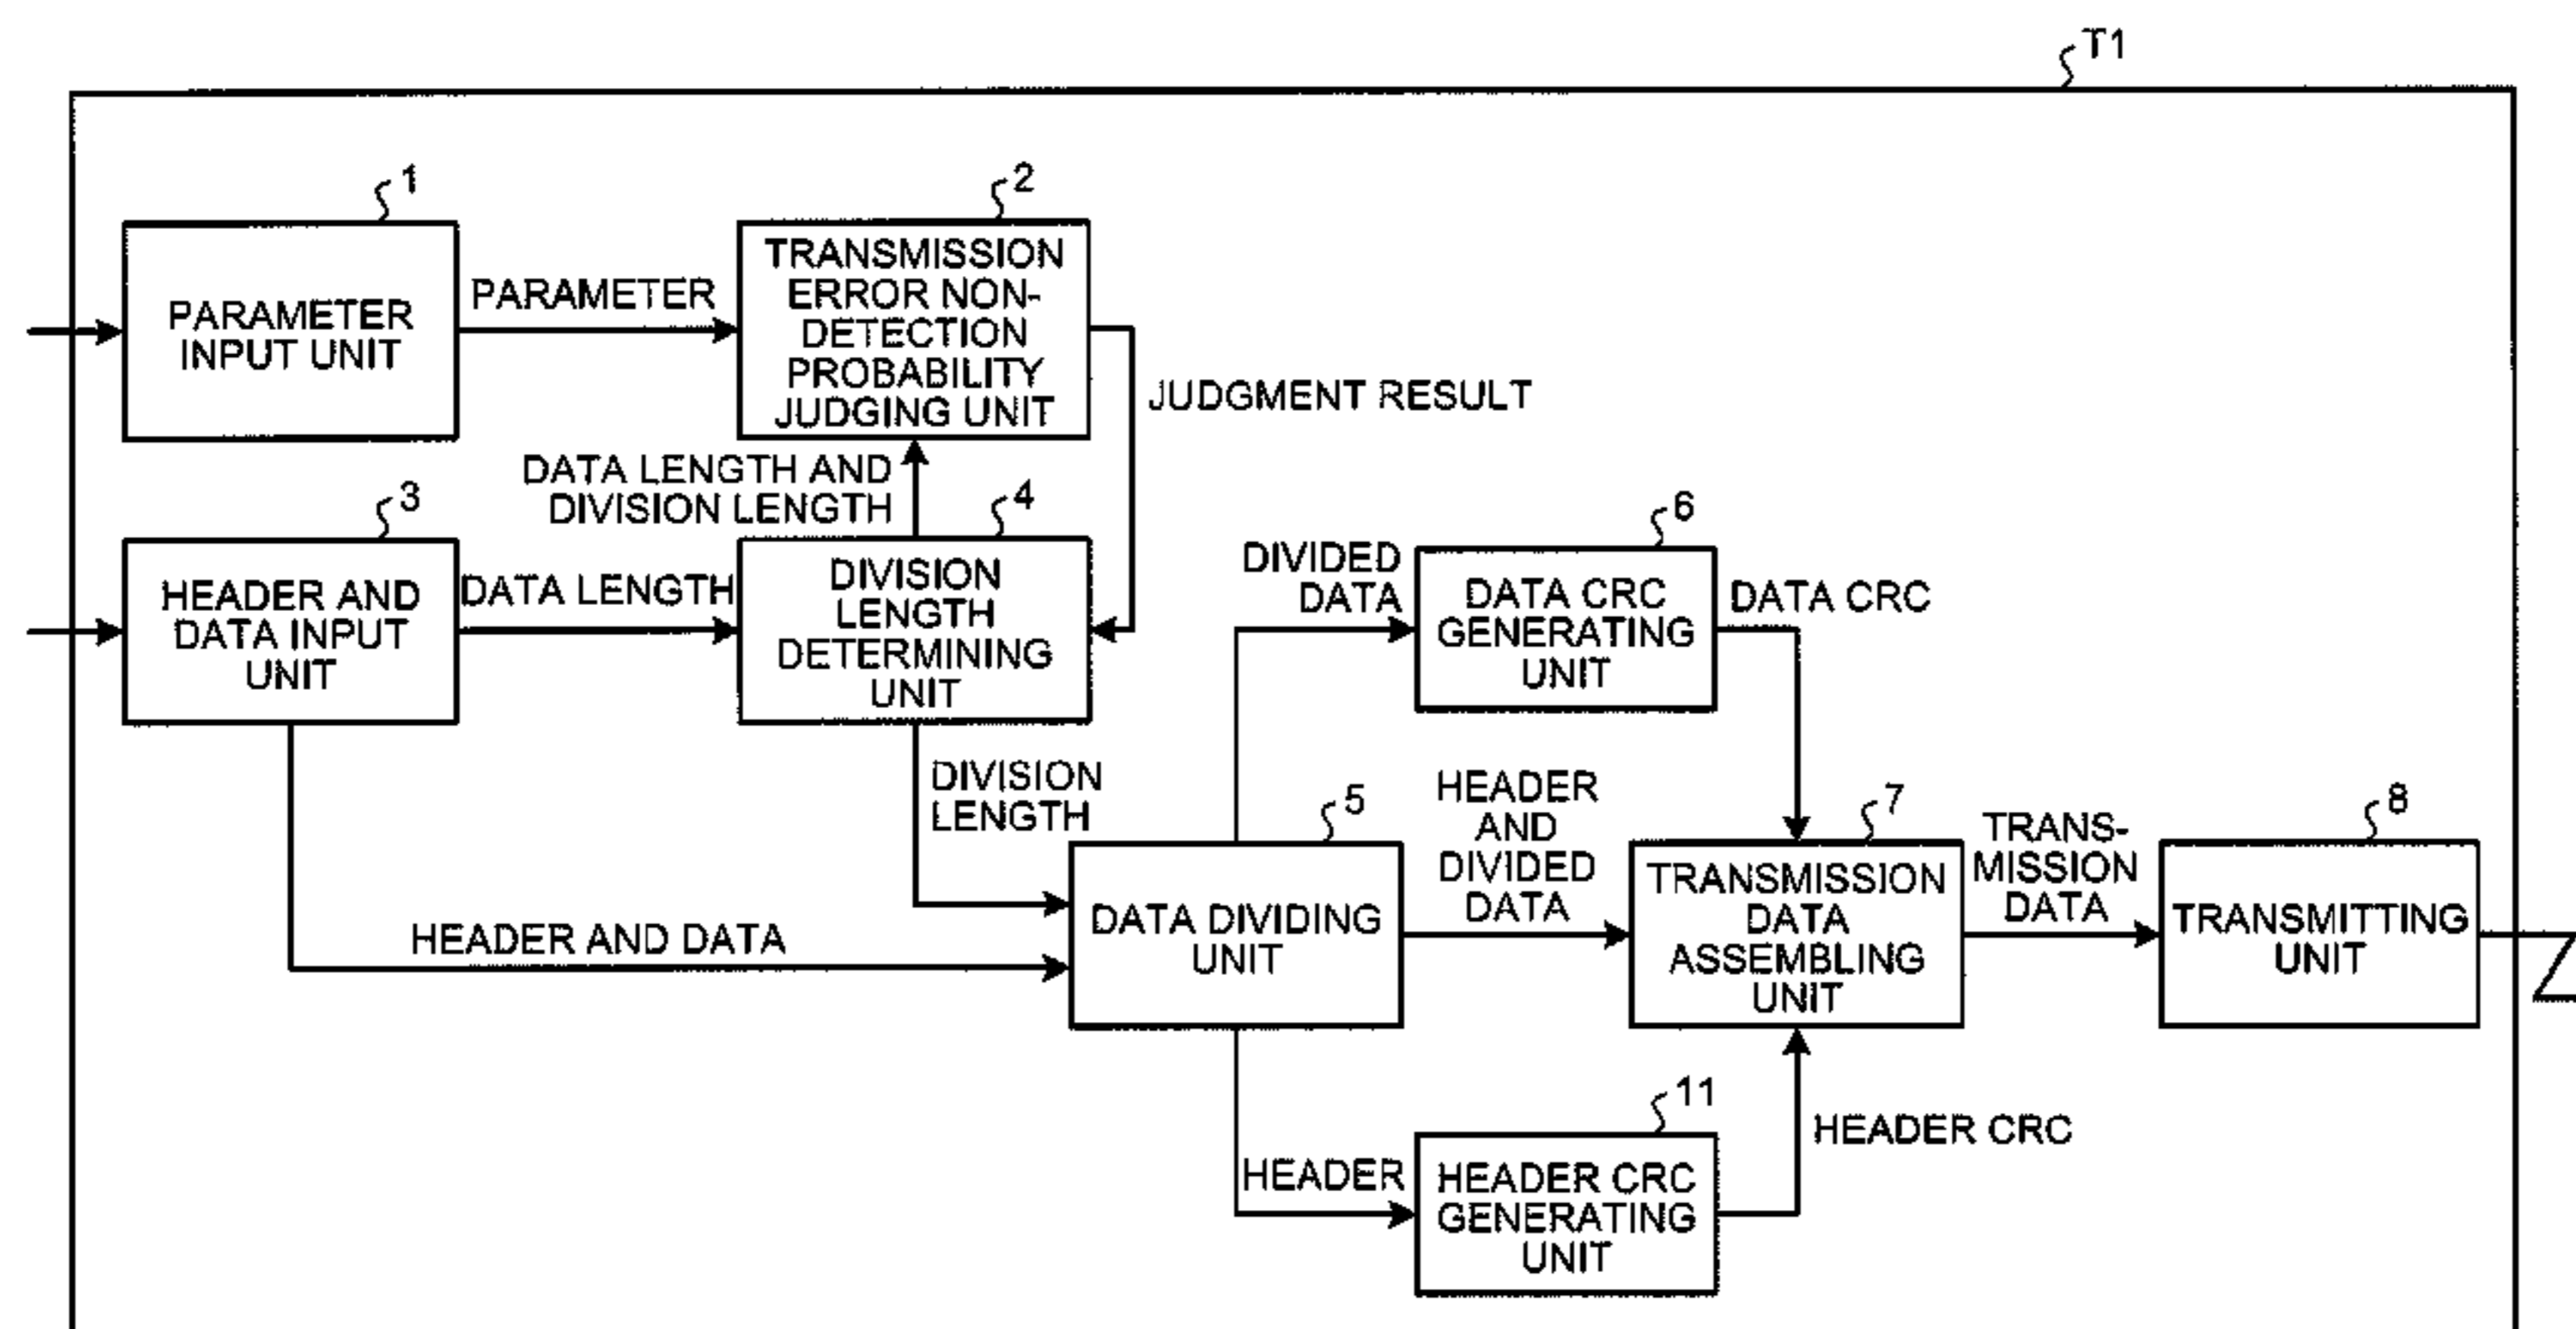 T1
1
PARAMETER
INPUT UNIT
PARAMETER
2
TRANSMISSION
ERROR NON-
DETECTION
PROBABILITY
JUDGING UNIT
JUDGMENT RESULT
DATA LENGTH AND
DIVISION LENGTH
3
HEADER AND
DATA INPUT
UNIT
DATA LENGTH
4
DIVISION
LENGTH
DETERMINING
UNIT
DIVISION
LENGTH
HEADER AND DATA
5
DATA DIVIDING
UNIT
DIVIDED
DATA
6
DATA CRC
GENERATING
UNIT
DATA CRC
HEADER
AND
DIVIDED
DATA
7
TRANSMISSION
DATA
ASSEMBLING
UNIT
TRANS-
MISSION
DATA
8
TRANSMITTING
UNIT
HEADER
11
HEADER CRC
GENERATING
UNIT
HEADER CRC